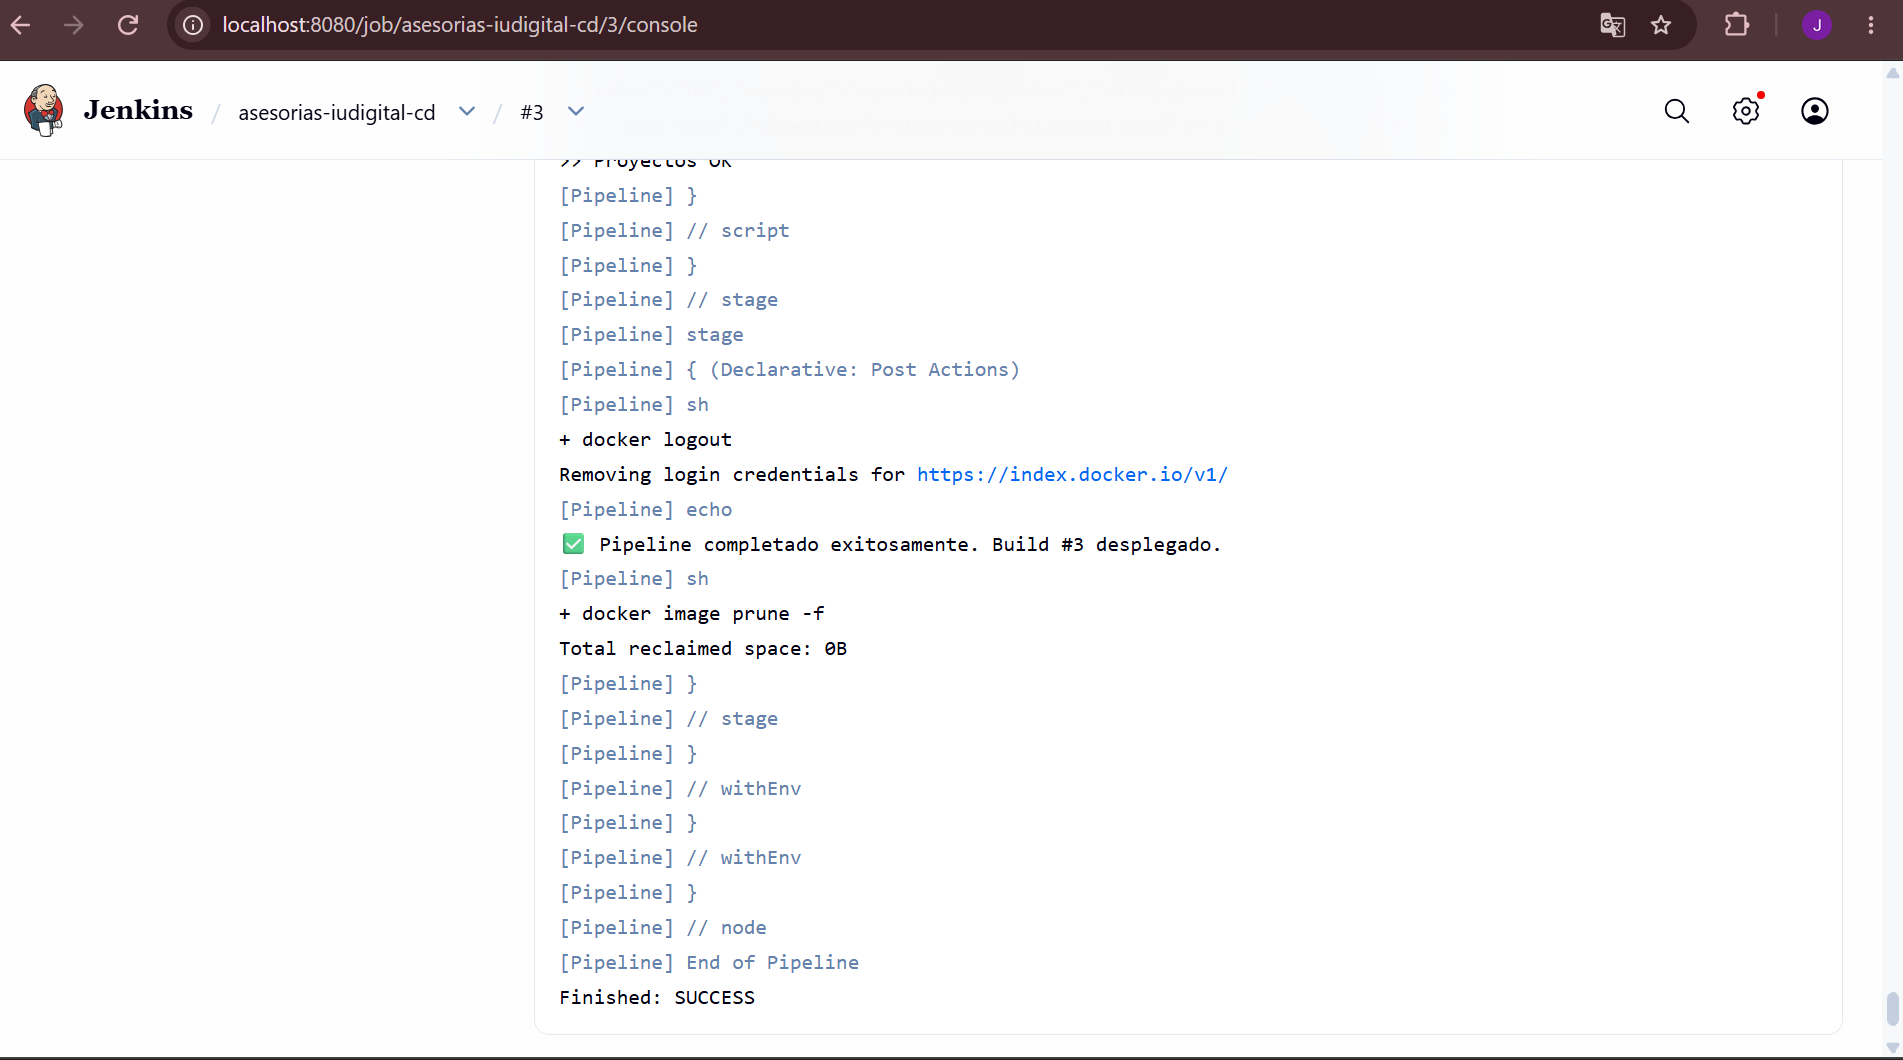 localhost:8080/job/asesorias-iudigital-cd/3/console
J
Jenkins / asesorias-iudigital-cd / #3
>> Proyectos OK
[Pipeline] }
[Pipeline] // script
[Pipeline] }
[Pipeline] // stage
[Pipeline] stage
[Pipeline] { (Declarative: Post Actions)
[Pipeline] sh
+ docker logout
Removing login credentials for https://index.docker.io/v1/
[Pipeline] echo
✅ Pipeline completado exitosamente. Build #3 desplegado.
[Pipeline] sh
+ docker image prune -f
Total reclaimed space: 0B
[Pipeline] }
[Pipeline] // stage
[Pipeline] }
[Pipeline] // withEnv
[Pipeline] }
[Pipeline] // withEnv
[Pipeline] }
[Pipeline] // node
[Pipeline] End of Pipeline
Finished: SUCCESS